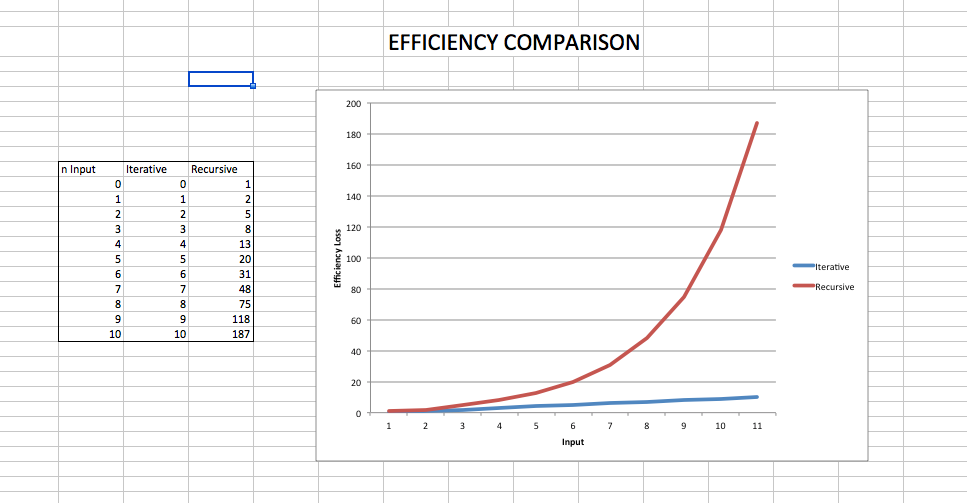 EFFICIENCY COMPARISON
n Input Iterative Recursive
0 0 1
1 1 2
2 2 5
3 3 8
4 4 13
5 5 20
6 6 31
7 7 48
8 8 75
9 9 118
10 10 187
200
180
160
140
120
100
80
60
40
20
0
Efficiency Loss
1 2 3 4 5 6 7 8 9 10 11
Input
Iterative
Recursive